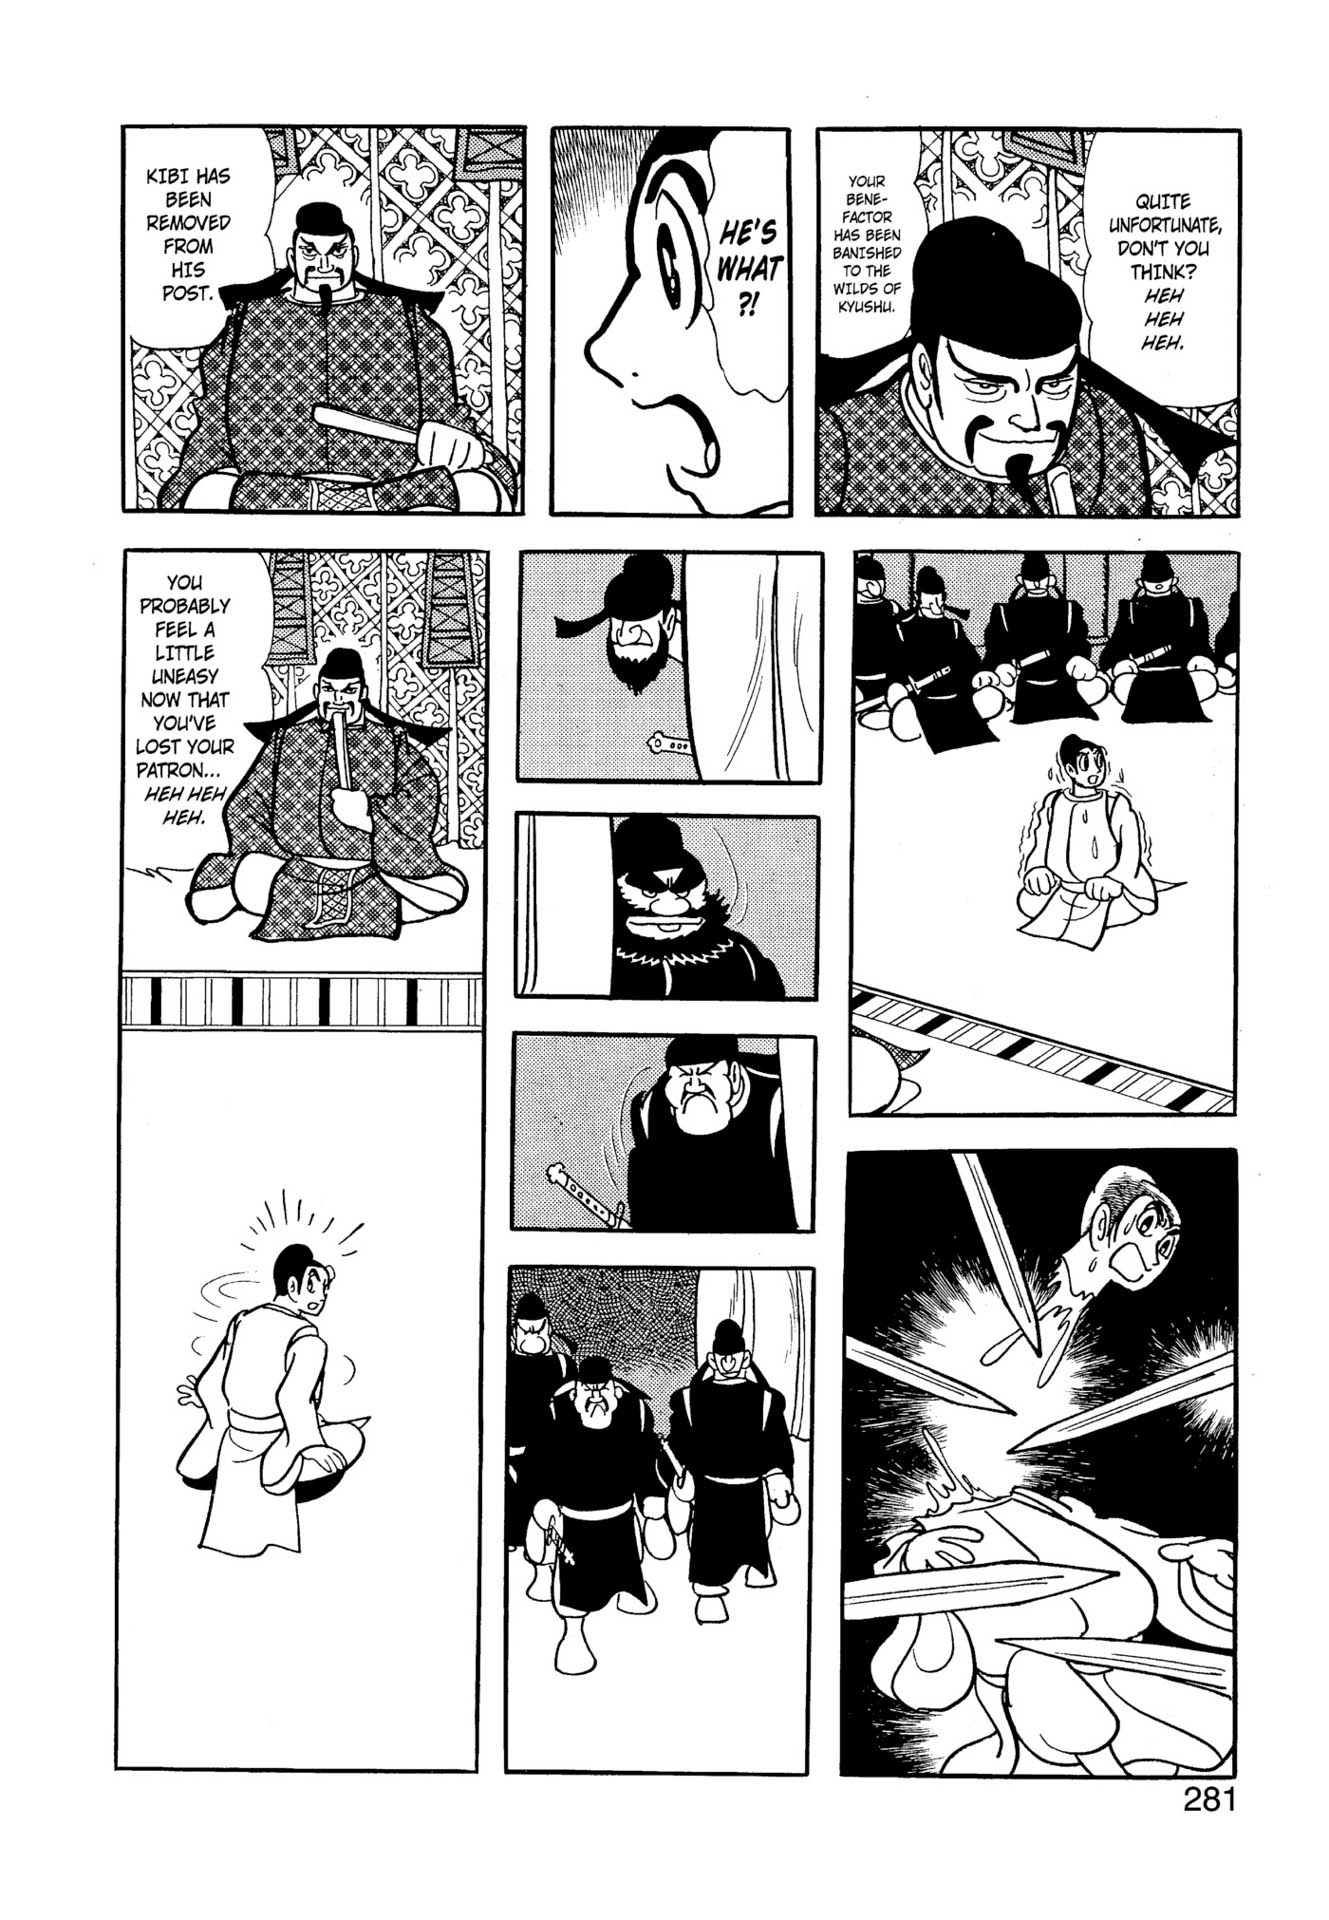 KIBI HAS
BEEN
REMOVED
FROM
HIS
POST.
HE'S
WHAT
?!
YOUR
BENE-
FACTOR
HAS BEEN
BANISHED
TO THE
WILDS OF
KYUSHU.
QUITE
UNFORTUNATE,
DON'T YOU
THINK?
HEH
HEH
HEH.
YOU
PROBABLY
FEEL A
LITTLE
UNEASY
NOW THAT
YOU'VE
LOST YOUR
PATRON...
HEH HEH
HEH.
281